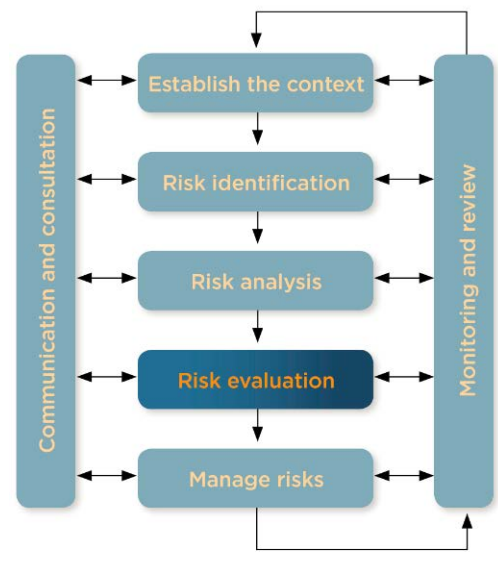 Establish the context
Communication and consultation
Risk identification
Risk analysis
Risk evaluation
Manage risks
Monitoring and review